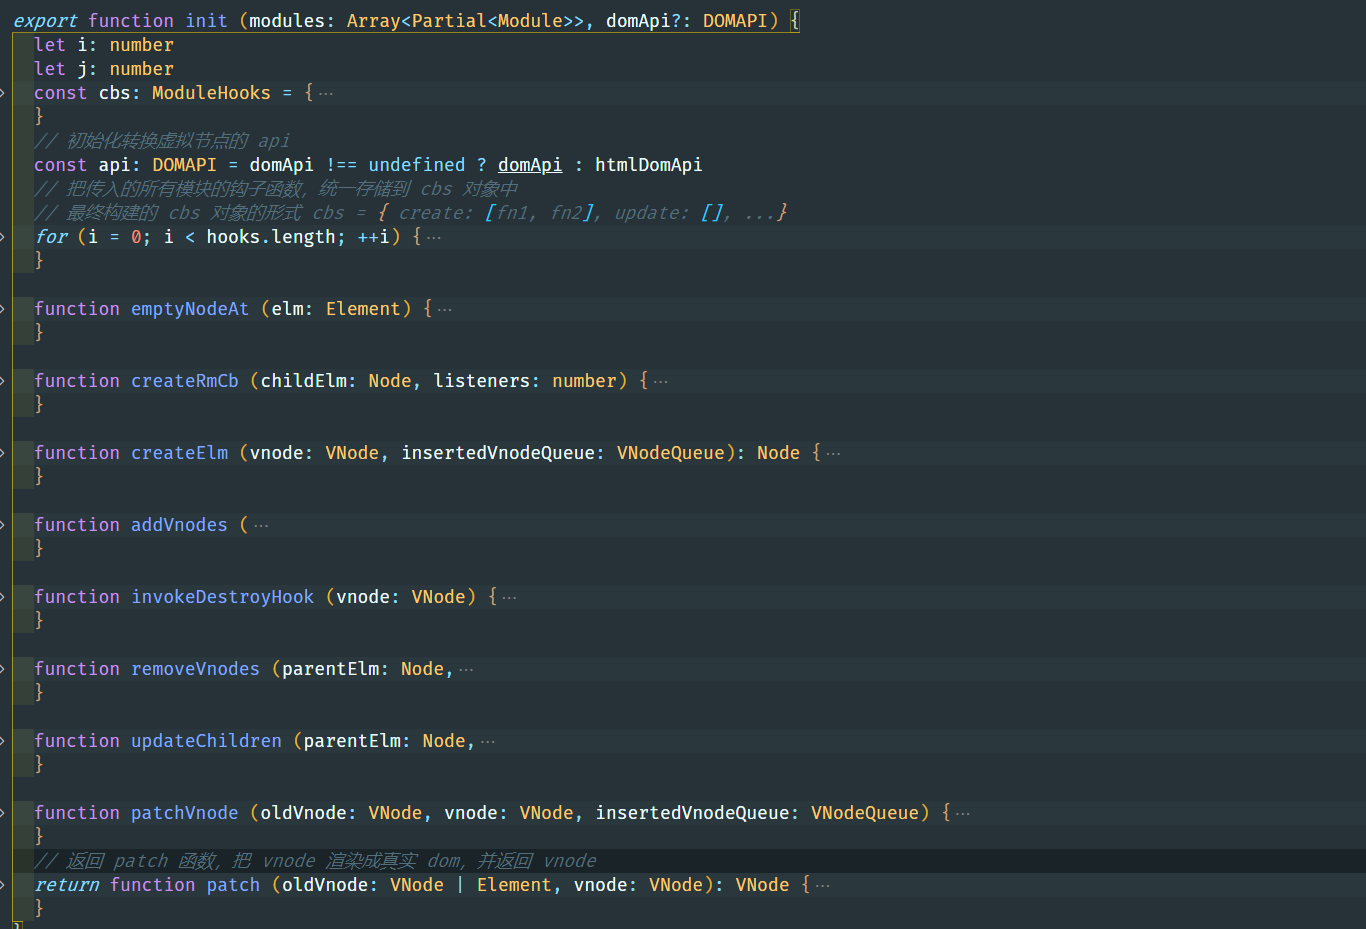 export function init (modules: Array<Partial<Module>>, domApi?: DOMAPI) {
let i: number
let j: number
const cbs: ModuleHooks = { ···
}
// 初始化转换虚拟节点的 api
const api: DOMAPI = domApi !== undefined ? domApi : htmlDomApi
// 把传入的所有模块的钩子函数, 统一存储到 cbs 对象中
// 最终构建的 cbs 对象的形式 cbs = { create: [fn1, fn2], update: [], ...}
for (i = 0; i < hooks.length; ++i) { ···
}
function emptyNodeAt (elm: Element) { ···
}
function createRmCb (childElm: Node, listeners: number) { ···
}
function createElm (vnode: VNode, insertedVnodeQueue: VNodeQueue): Node { ···
}
function addVnodes ( ···
}
function invokeDestroyHook (vnode: VNode) { ···
}
function removeVnodes (parentElm: Node, ···
}
function updateChildren (parentElm: Node, ···
}
function patchVnode (oldVnode: VNode, vnode: VNode, insertedVnodeQueue: VNodeQueue) { ···
}
// 返回 patch 函数, 把 vnode 渲染成真实 dom, 并返回 vnode
return function patch (oldVnode: VNode | Element, vnode: VNode): VNode { ···
}
}